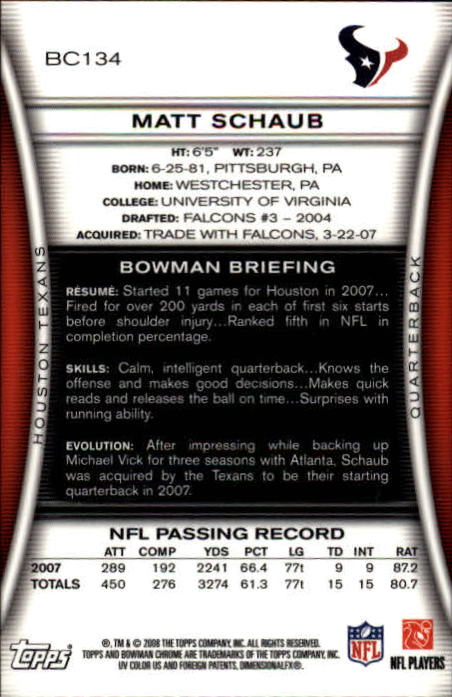 BC134
MATT SCHAUB
HT: 6'5" WT: 237
BORN: 6-25-81, PITTSBURGH, PA
HOME: WESTCHESTER, PA
COLLEGE: UNIVERSITY OF VIRGINIA
DRAFTED: FALCONS #3 – 2004
ACQUIRED: TRADE WITH FALCONS, 3-22-07
HOUSTON TEXANS
QUARTERBACK
BOWMAN BRIEFING
RÉSUMÉ: Started 11 games for Houston in 2007...
Fired for over 200 yards in each of first six starts
before shoulder injury...Ranked fifth in NFL in
completion percentage.
SKILLS: Calm, intelligent quarterback...Knows the
offense and makes good decisions...Makes quick
reads and releases the ball on time...Surprises with
running ability.
EVOLUTION: After impressing while backing up
Michael Vick for three seasons with Atlanta, Schaub
was acquired by the Texans to be their starting
quarterback in 2007.
NFL PASSING RECORD
ATT COMP YDS PCT LG TD INT RAT
2007 289 192 2241 66.4 77t 9 9 87.2
TOTALS 450 276 3274 61.3 77t 15 15 80.7
Topps
®, TM & © 2008 THE TOPPS COMPANY, INC. ALL RIGHTS RESERVED.
TOPPS AND BOWMAN CHROME ARE TRADEMARKS OF THE TOPPS COMPANY, INC.
UV COLOR US AND FOREIGN PATENTS, DIMENSIONALFX®.
NFL
NFL PLAYERS